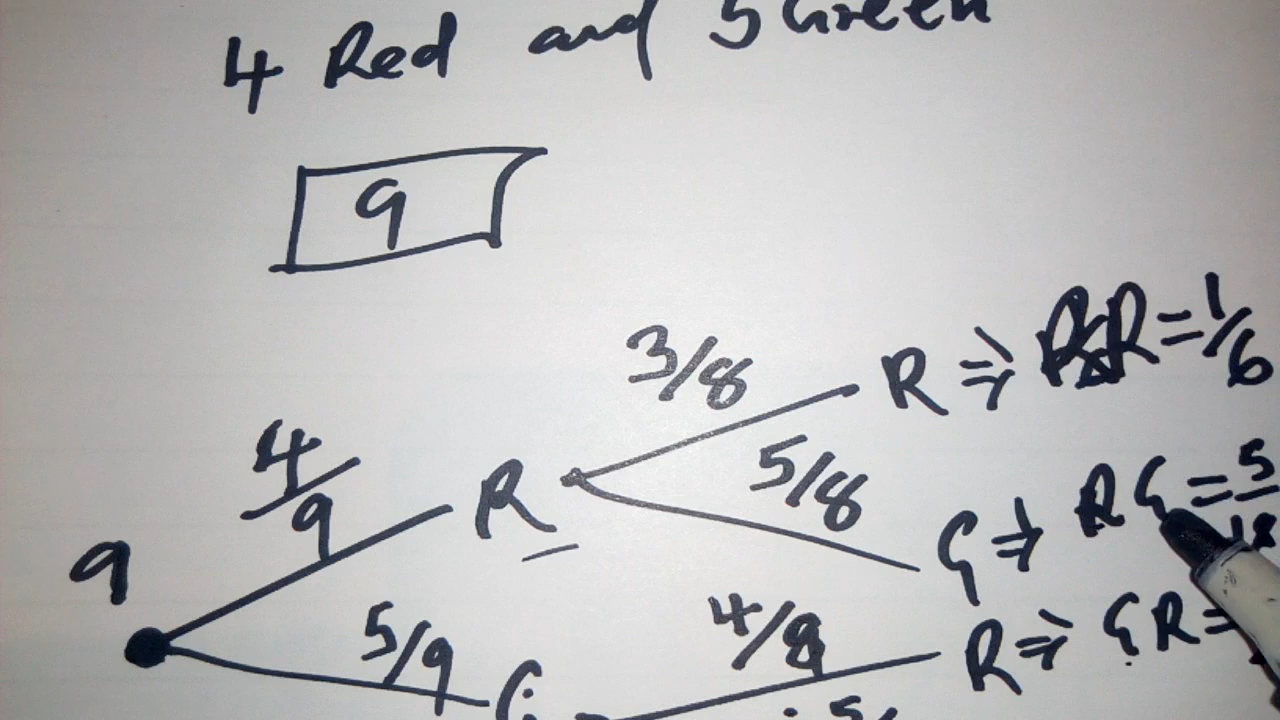 4 Red and 5 Green
9
3/8 R ⇒ R&R = 1/6
4/9 R 5/8 G ⇒ RG = 5/18
9
5/9 G 4/8 R ⇒ GR =